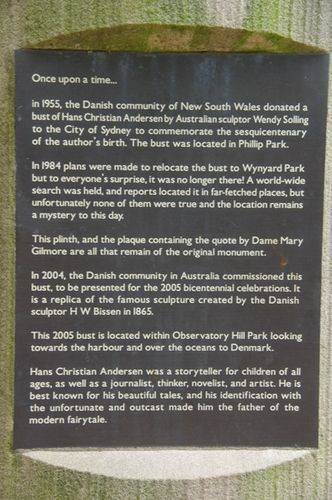 Once upon a time...
in 1955, the Danish community of New South Wales donated a
bust of Hans Christian Andersen by Australian sculptor Wendy Solling
to the City of Sydney to commemorate the sesquicentenary
of the author's birth. The bust was located in Phillip Park.
In 1984 plans were made to relocate the bust to Wynyard Park
but to everyone's surprise, it was no longer there! A world-wide
search was held, and reports located it in far-fetched places, but
unfortunately none of them were true and the location remains
a mystery to this day.
This plinth, and the plaque containing the quote by Dame Mary
Gilmore are all that remain of the original monument.
In 2004, the Danish community in Australia commissioned this
bust, to be presented for the 2005 bicentennial celebrations. It
is a replica of the famous sculpture created by the Danish
sculptor H W Bissen in 1865.
This 2005 bust is located within Observatory Hill Park looking
towards the harbour and over the oceans to Denmark.
Hans Christian Andersen was a storyteller for children of all
ages, as well as a journalist, thinker, novelist, and artist. He is
best known for his beautiful tales, and his identification with
the unfortunate and outcast made him the father of the
modern fairytale.